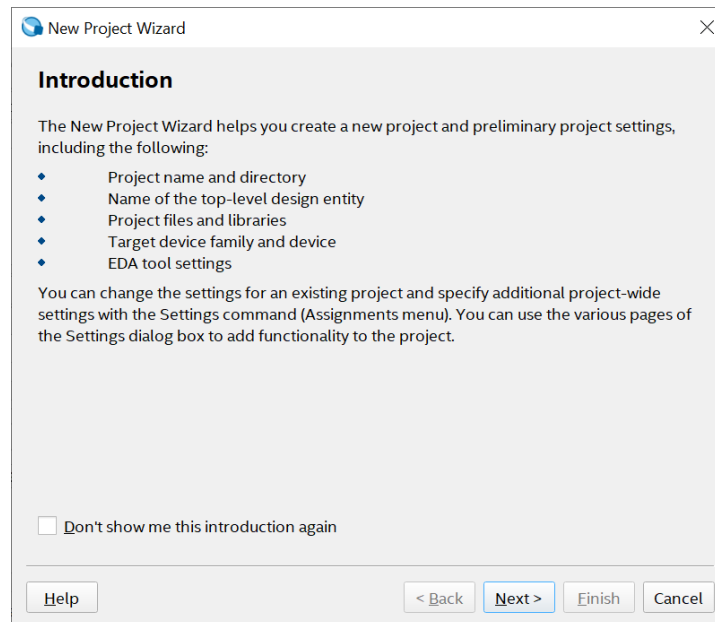 New Project Wizard
Introduction
The New Project Wizard helps you create a new project and preliminary project settings,
including the following:
Project name and directory
Name of the top-level design entity
Project files and libraries
Target device family and device
EDA tool settings
You can change the settings for an existing project and specify additional project-wide
settings with the Settings command (Assignments menu). You can use the various pages of
the Settings dialog box to add functionality to the project.
Don't show me this introduction again
Help
< Back
Next >
Finish
Cancel